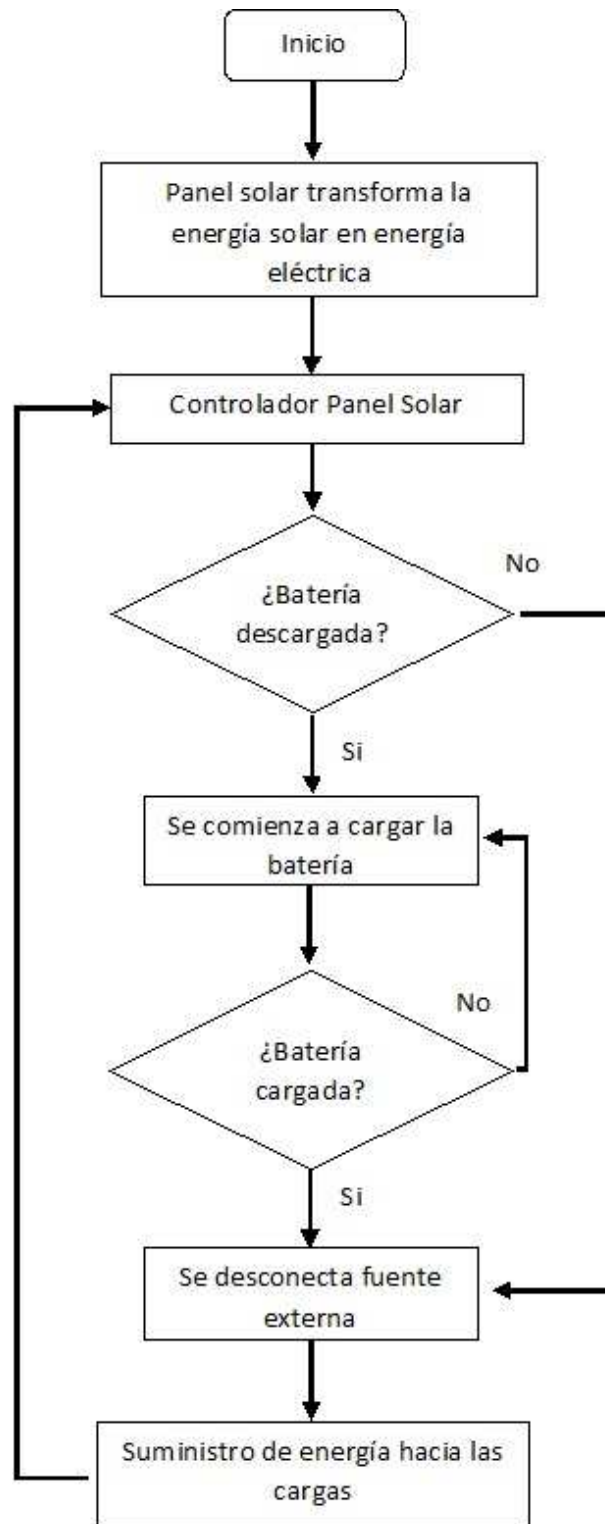 Inicio
Panel solar transforma la
energía solar en energía
eléctrica
Controlador Panel Solar
¿Batería
descargada?
No
Si
Se comienza a cargar la
batería
No
¿Batería
cargada?
Si
Se desconecta fuente
externa
Suministro de energía hacia las
cargas